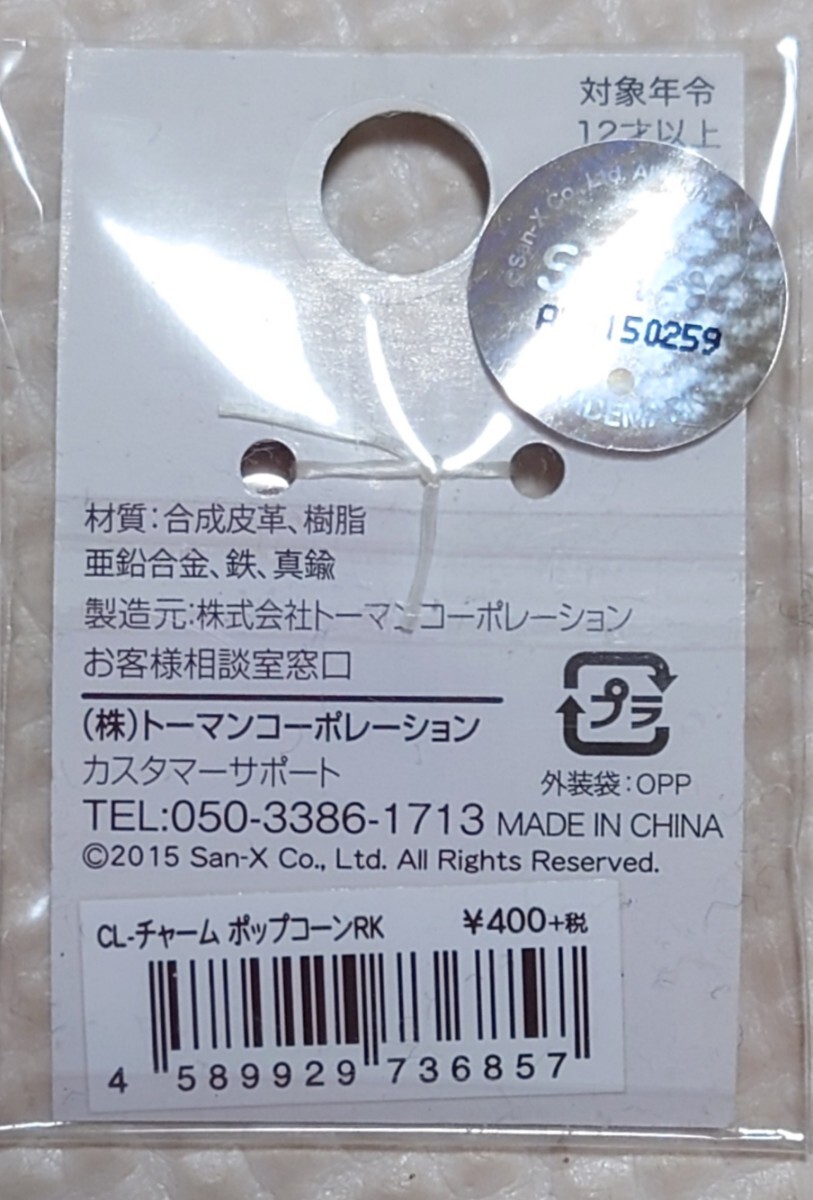 対象年令
12才以上
©San-X Co.,Ltd.
150259
材質:合成皮革、樹脂
亜鉛合金、鉄、真鍮
製造元:株式会社トーマンコーポレーション
お客様相談室窓口
(株)トーマンコーポレーション
カスタマーサポート
プラ
外装袋:OPP
TEL:050-3386-1713 MADE IN CHINA
©2015 San-X Co., Ltd. All Rights Reserved.
CL-チャーム ポップコーンRK ¥400+税
4 589929 736857